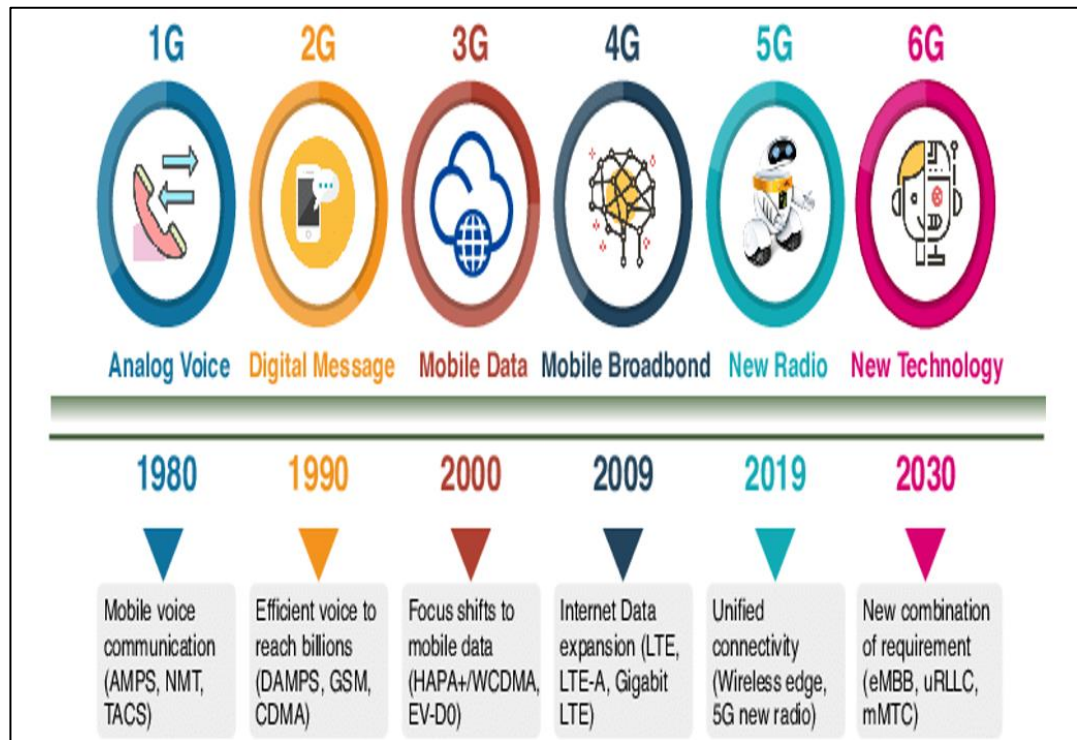 1G 2G 3G 4G 5G 6G
Analog Voice Digital Message Mobile Data Mobile Broadbond New Radio New Technology
1980 1990 2000 2009 2019 2030
Mobile voice
communication
(AMPS, NMT,
TACS)
Efficient voice to
reach billions
(DAMPS, GSM,
CDMA)
Focus shifts to
mobile data
(HAPA+/WCDMA,
EV-D0)
Internet Data
expansion (LTE,
LTE-A, Gigabit
LTE)
Unified
connectivity
(Wireless edge,
5G new radio)
New combination
of requirement
(eMBB, uRLLC,
mMTC)